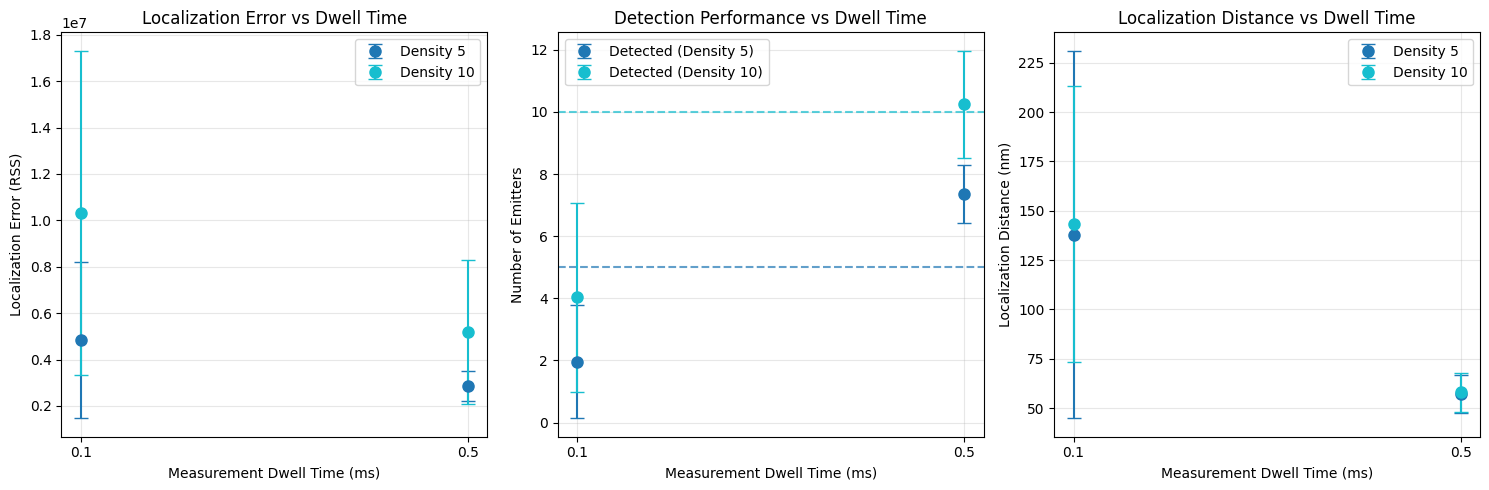 Localization Error vs Dwell Time
1e7
1.8
1.6
1.4
1.2
1.0
0.8
0.6
0.4
0.2
Localization Error (RSS)
Density 5
Density 10
0.1
0.5
Measurement Dwell Time (ms)
Detection Performance vs Dwell Time
12
10
8
6
4
2
0
Number of Emitters
Detected (Density 5)
Detected (Density 10)
0.1
0.5
Measurement Dwell Time (ms)
Localization Distance vs Dwell Time
225
200
175
150
125
100
75
50
Localization Distance (nm)
Density 5
Density 10
0.1
0.5
Measurement Dwell Time (ms)